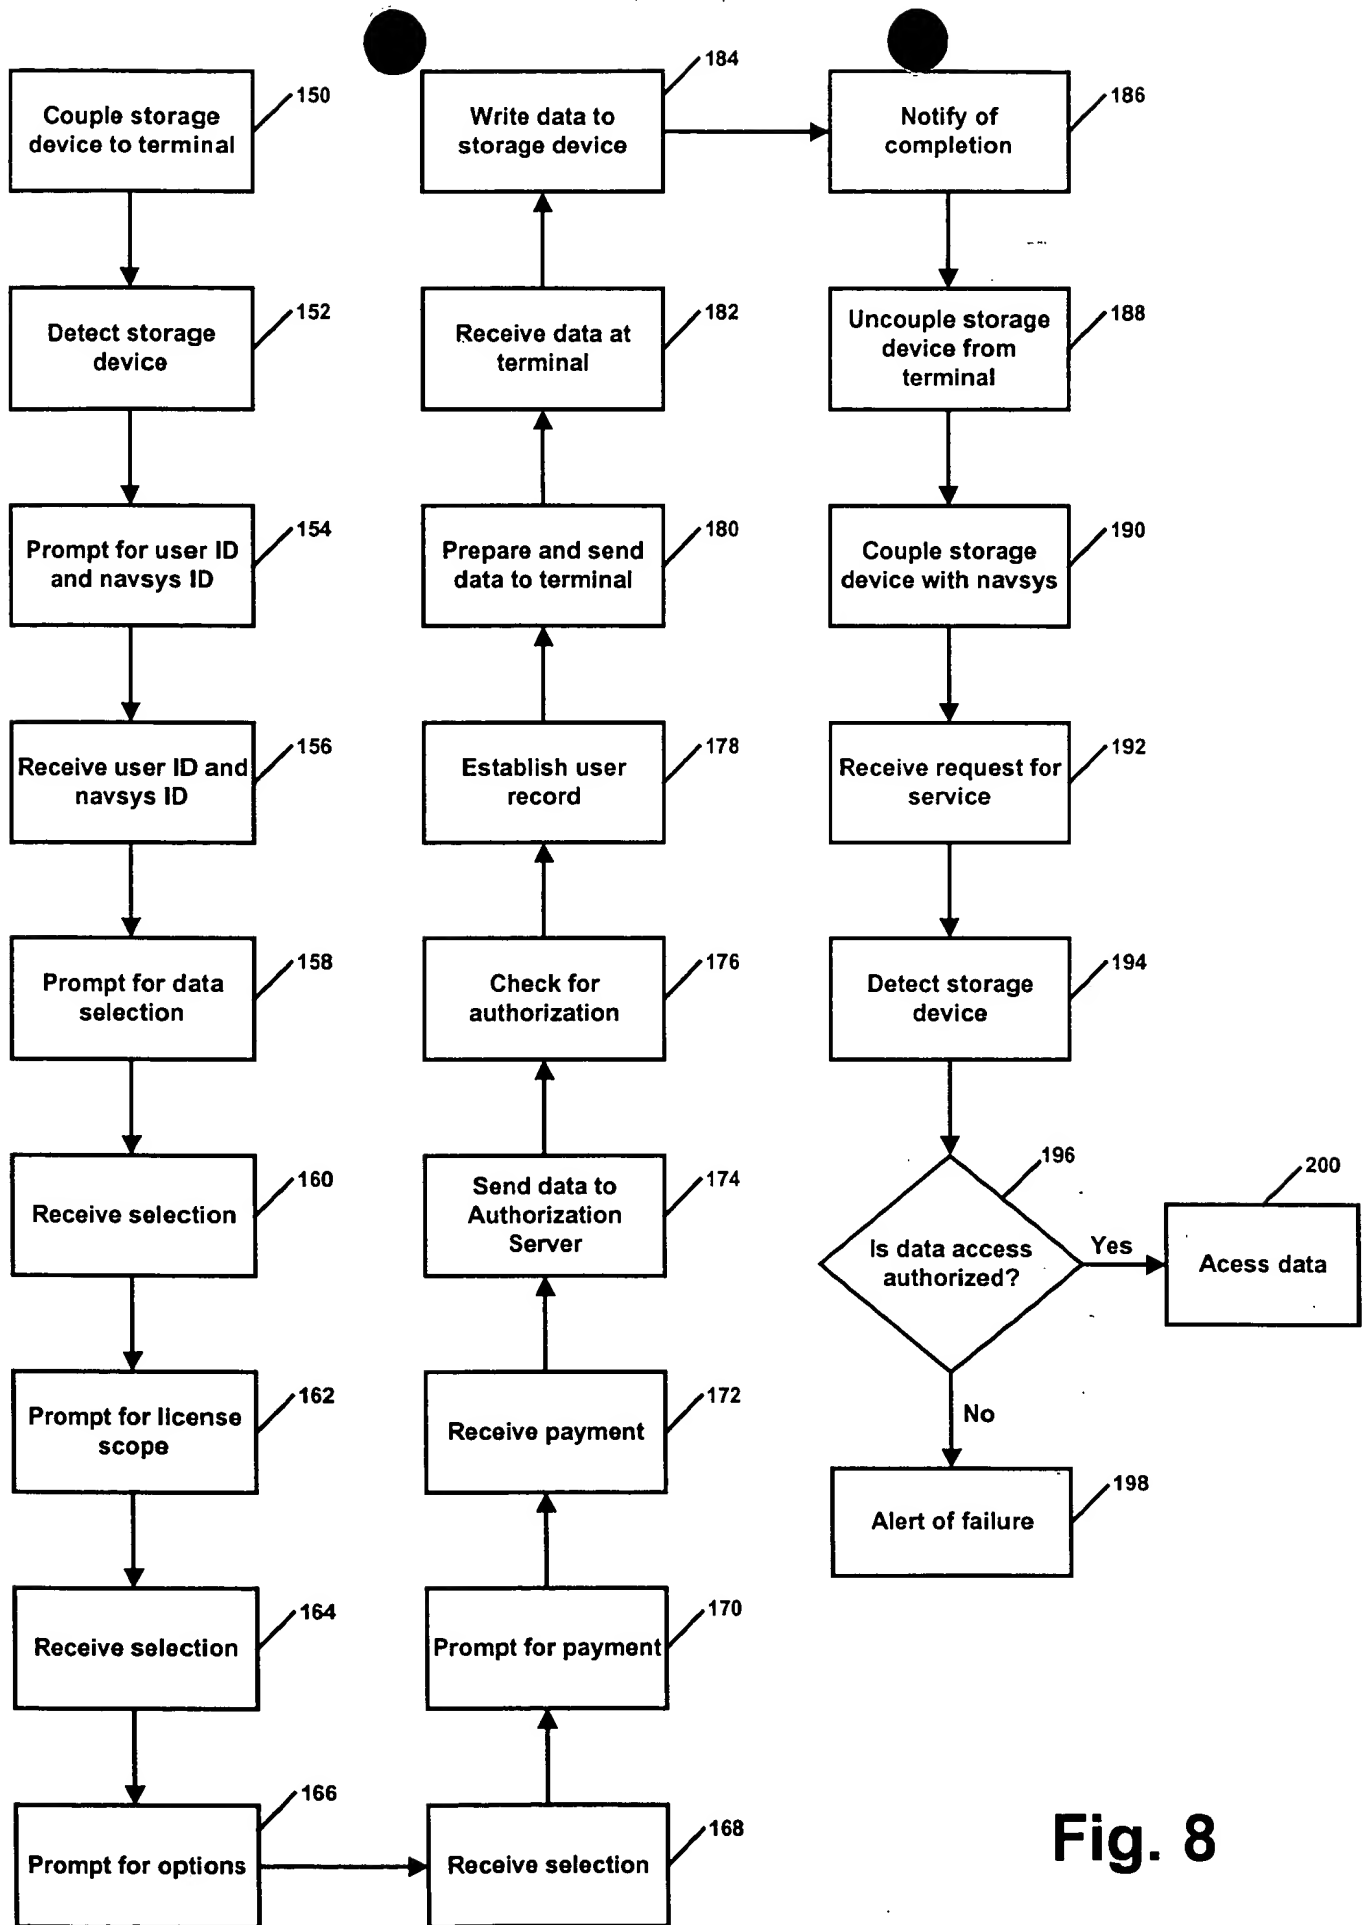 Couple storage
device to terminal
150
Detect storage
device
152
Prompt for user ID
and navsys ID
154
Receive user ID and
navsys ID
156
Prompt for data
selection
158
Receive selection
160
Prompt for license
scope
162
Receive selection
164
Prompt for options
166
Receive selection
168
Prompt for payment
170
Receive payment
172
Send data to
Authorization
Server
174
Check for
authorization
176
Establish user
record
178
Prepare and send
data to terminal
180
Receive data at
terminal
182
Write data to
storage device
184
Notify of
completion
186
Uncouple storage
device from
terminal
188
Couple storage
device with navsys
190
Receive request for
service
192
Detect storage
device
194
Is data access
authorized?
196
Yes
Acess data
200
No
Alert of failure
198
Fig. 8